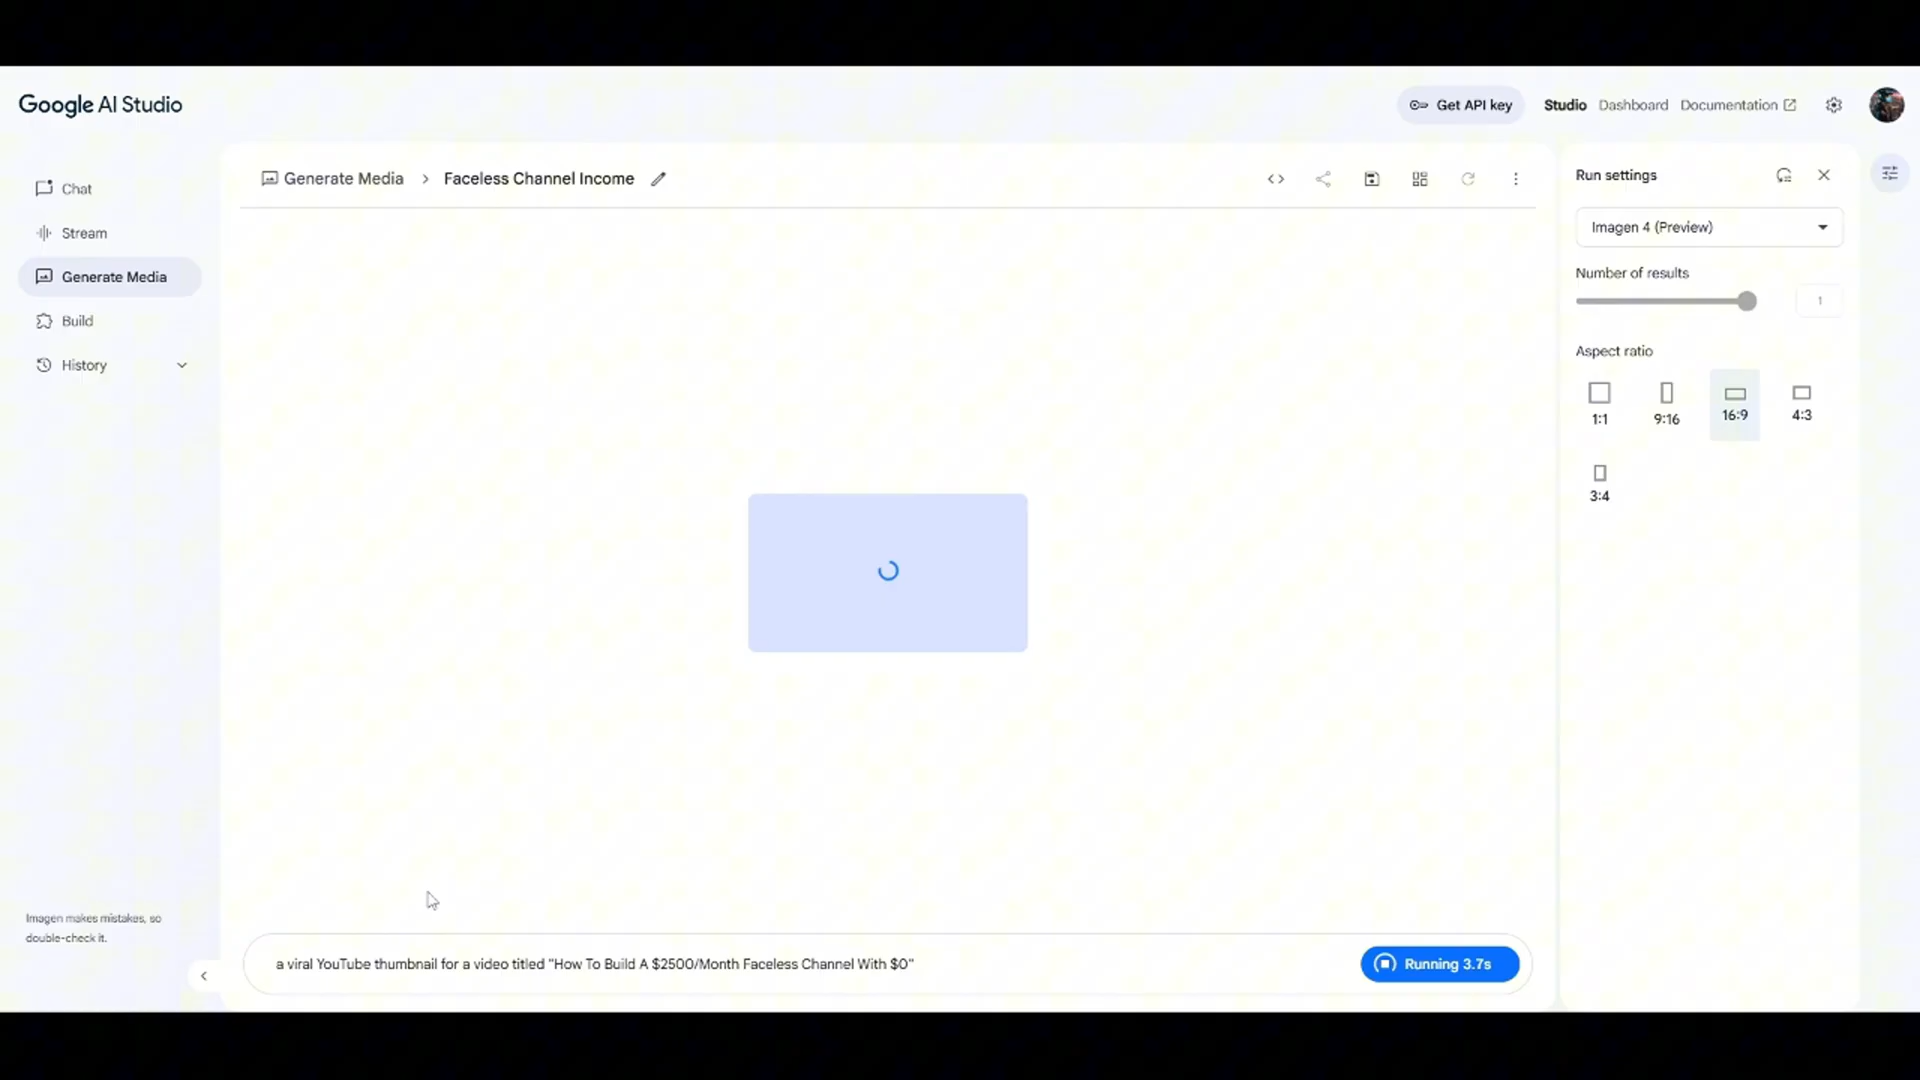 Google AI Studio
Get API key
Studio
Dashboard
Documentation
Chat
Stream
Generate Media
Build
History
Generate Media > Faceless Channel Income
Run settings
Imagen 4 (Preview)
Number of results
1
Aspect ratio
1:1
9:16
16:9
4:3
3:4
Imagen makes mistakes, so
double-check it.
a viral YouTube thumbnail for a video titled "How To Build A $2500/Month Faceless Channel With $0"
Running 3.7s